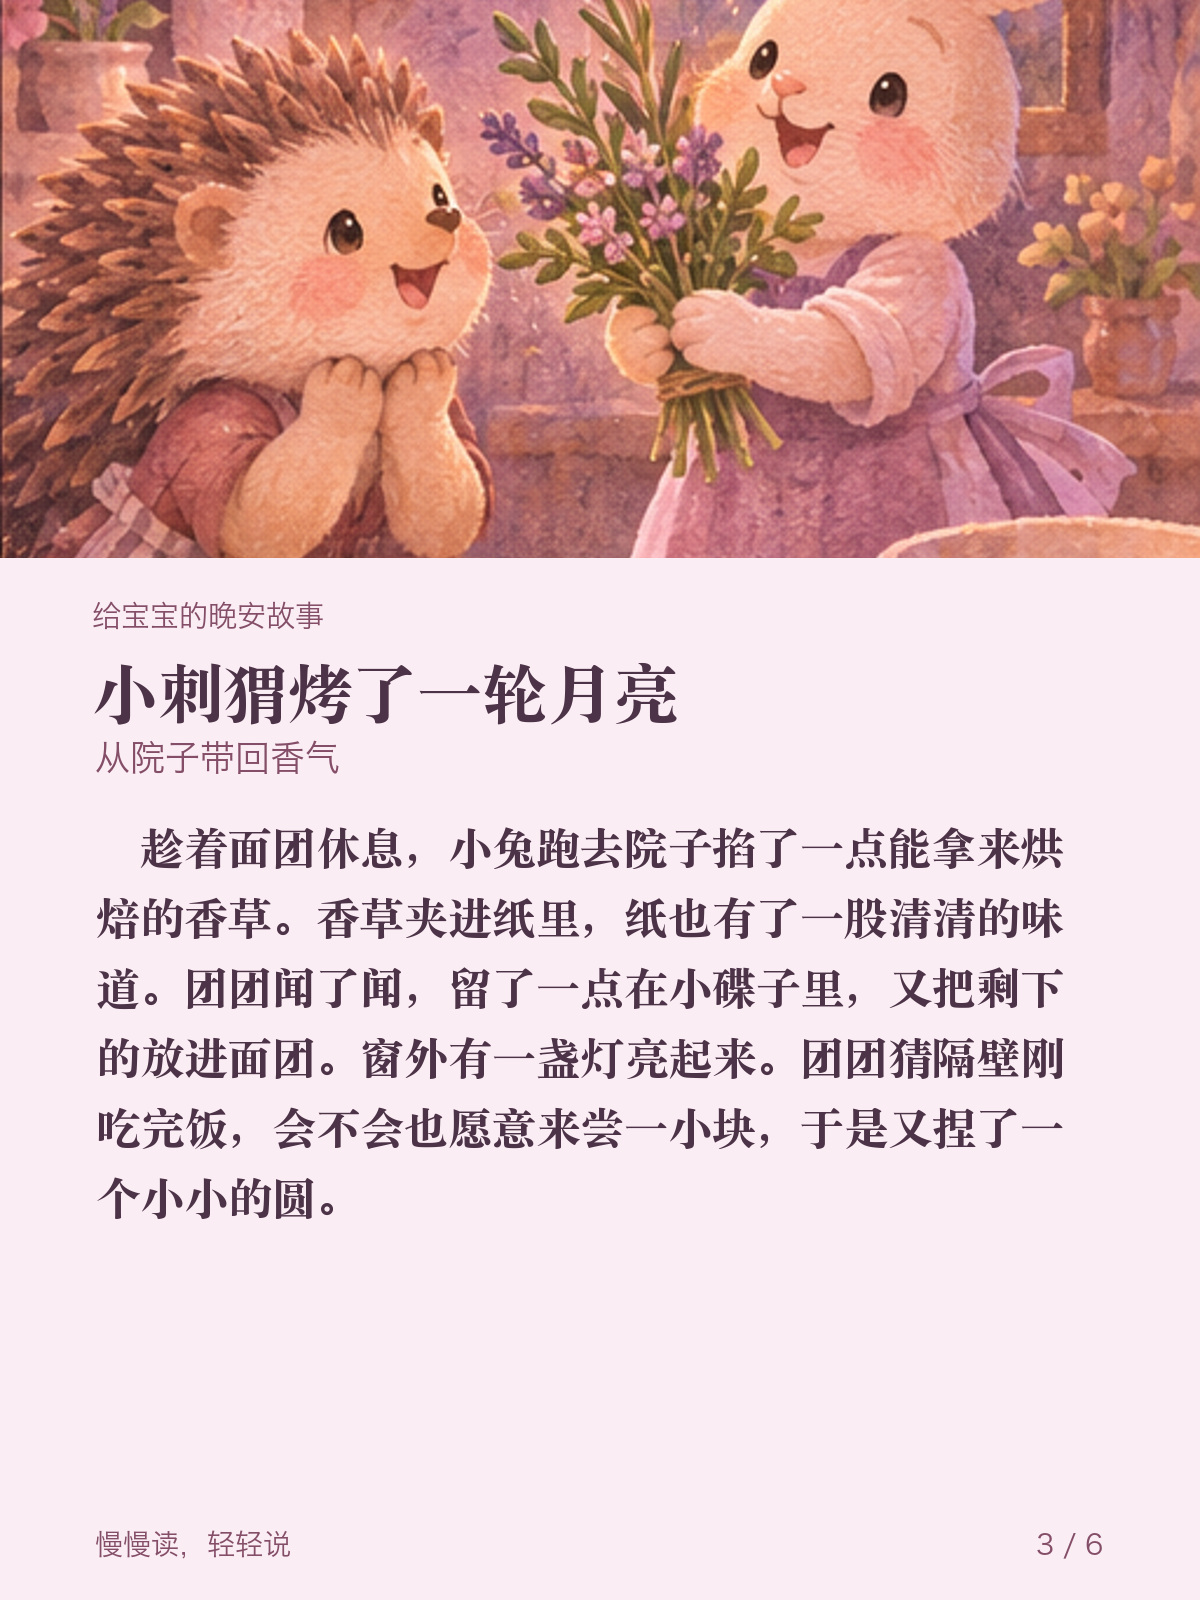 给宝宝的晚安故事
小刺猬烤了一轮月亮
从院子带回香气
趁着面团休息，小兔跑去院子掐了一点能拿来烘
焙的香草。香草夹进纸里，纸也有了一股清清的味
道。团团闻了闻，留了一点在小碟子里，又把剩下
的放进面团。窗外有一盏灯亮起来。团团猜隔壁刚
吃完饭，会不会也愿意来尝一小块，于是又捏了一
个小小的圆。
慢慢读，轻轻说
3 / 6